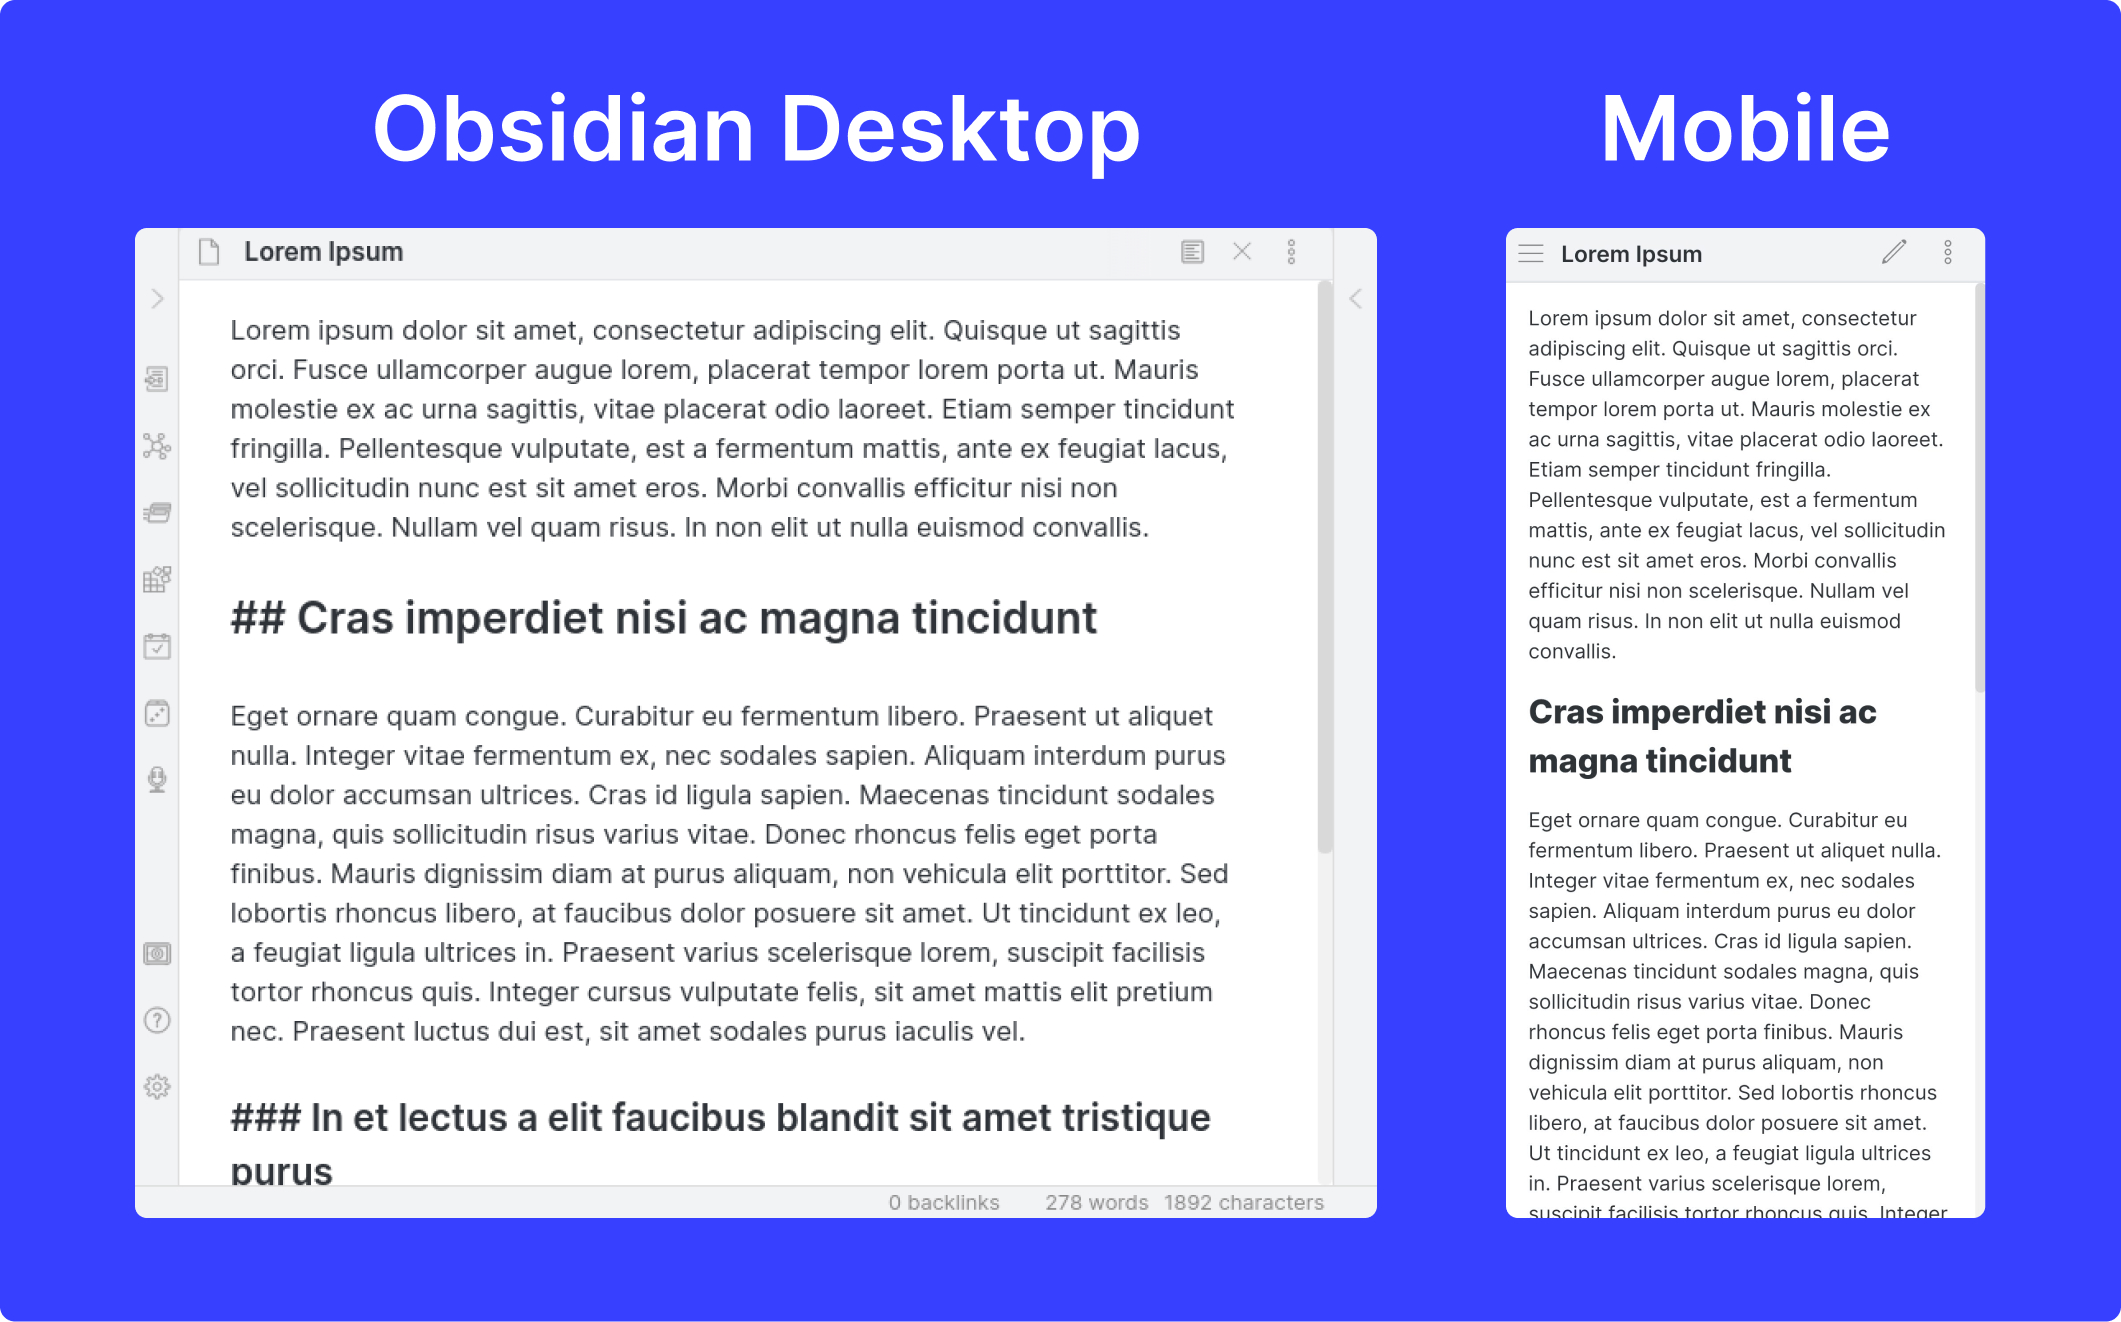 Obsidian Desktop
Lorem Ipsum
Lorem ipsum dolor sit amet, consectetur adipiscing elit. Quisque ut sagittis
orci. Fusce ullamcorper augue lorem, placerat tempor lorem porta ut. Mauris
molestie ex ac urna sagittis, vitae placerat odio laoreet. Etiam semper tincidunt
fringilla. Pellentesque vulputate, est a fermentum mattis, ante ex feugiat lacus,
vel sollicitudin nunc est sit amet eros. Morbi convallis efficitur nisi non
scelerisque. Nullam vel quam risus. In non elit ut nulla euismod convallis.
## Cras imperdiet nisi ac magna tincidunt
Eget ornare quam congue. Curabitur eu fermentum libero. Praesent ut aliquet
nulla. Integer vitae fermentum ex, nec sodales sapien. Aliquam interdum purus
eu dolor accumsan ultrices. Cras id ligula sapien. Maecenas tincidunt sodales
magna, quis sollicitudin risus varius vitae. Donec rhoncus felis eget porta
finibus. Mauris dignissim diam at purus aliquam, non vehicula elit porttitor. Sed
lobortis rhoncus libero, at faucibus dolor posuere sit amet. Ut tincidunt ex leo,
a feugiat ligula ultrices in. Praesent varius scelerisque lorem, suscipit facilisis
tortor rhoncus quis. Integer cursus vulputate felis, sit amet mattis elit pretium
nec. Praesent luctus dui est, sit amet sodales purus iaculis vel.
### In et lectus a elit faucibus blandit sit amet tristique
purus
0 backlinks 278 words 1892 characters
Mobile
Lorem Ipsum
Lorem ipsum dolor sit amet, consectetur
adipiscing elit. Quisque ut sagittis orci.
Fusce ullamcorper augue lorem, placerat
tempor lorem porta ut. Mauris molestie ex
ac urna sagittis, vitae placerat odio laoreet.
Etiam semper tincidunt fringilla.
Pellentesque vulputate, est a fermentum
mattis, ante ex feugiat lacus, vel sollicitudin
nunc est sit amet eros. Morbi convallis
efficitur nisi non scelerisque. Nullam vel
quam risus. In non elit ut nulla euismod
convallis.
Cras imperdiet nisi ac
magna tincidunt
Eget ornare quam congue. Curabitur eu
fermentum libero. Praesent ut aliquet nulla.
Integer vitae fermentum ex, nec sodales
sapien. Aliquam interdum purus eu dolor
accumsan ultrices. Cras id ligula sapien.
Maecenas tincidunt sodales magna, quis
sollicitudin risus varius vitae. Donec
rhoncus felis eget porta finibus. Mauris
dignissim diam at purus aliquam, non
vehicula elit porttitor. Sed lobortis rhoncus
libero, at faucibus dolor posuere sit amet.
Ut tincidunt ex leo, a feugiat ligula ultrices
in. Praesent varius scelerisque lorem,
suscipit facilisis tortor rhoncus quis. Integer